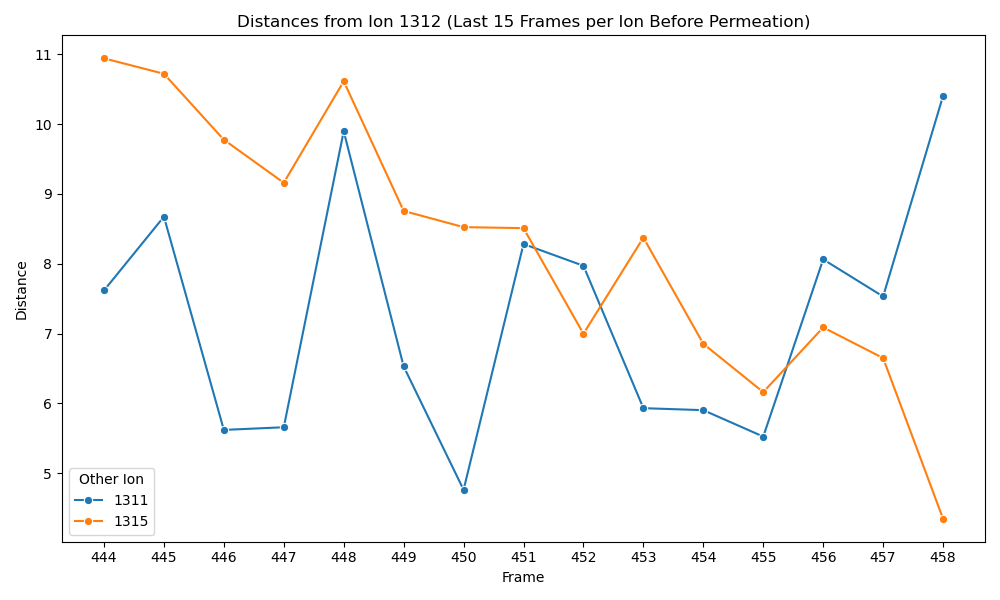 Distances from Ion 1312 (Last 15 Frames per Ion Before Permeation)
Distance
11
10
9
8
7
6
5
Other Ion
1311
1315
444 445 446 447 448 449 450 451 452 453 454 455 456 457 458
Frame